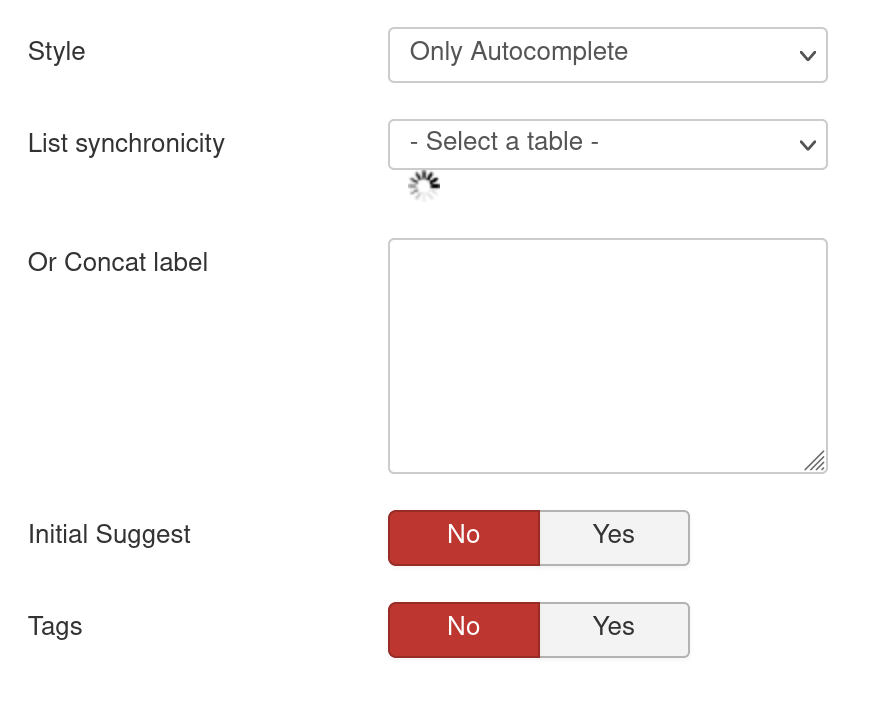 Style
Only Autocomplete
List synchronicity
- Select a table -
Or Concat label
Initial Suggest
No
Yes
Tags
No
Yes